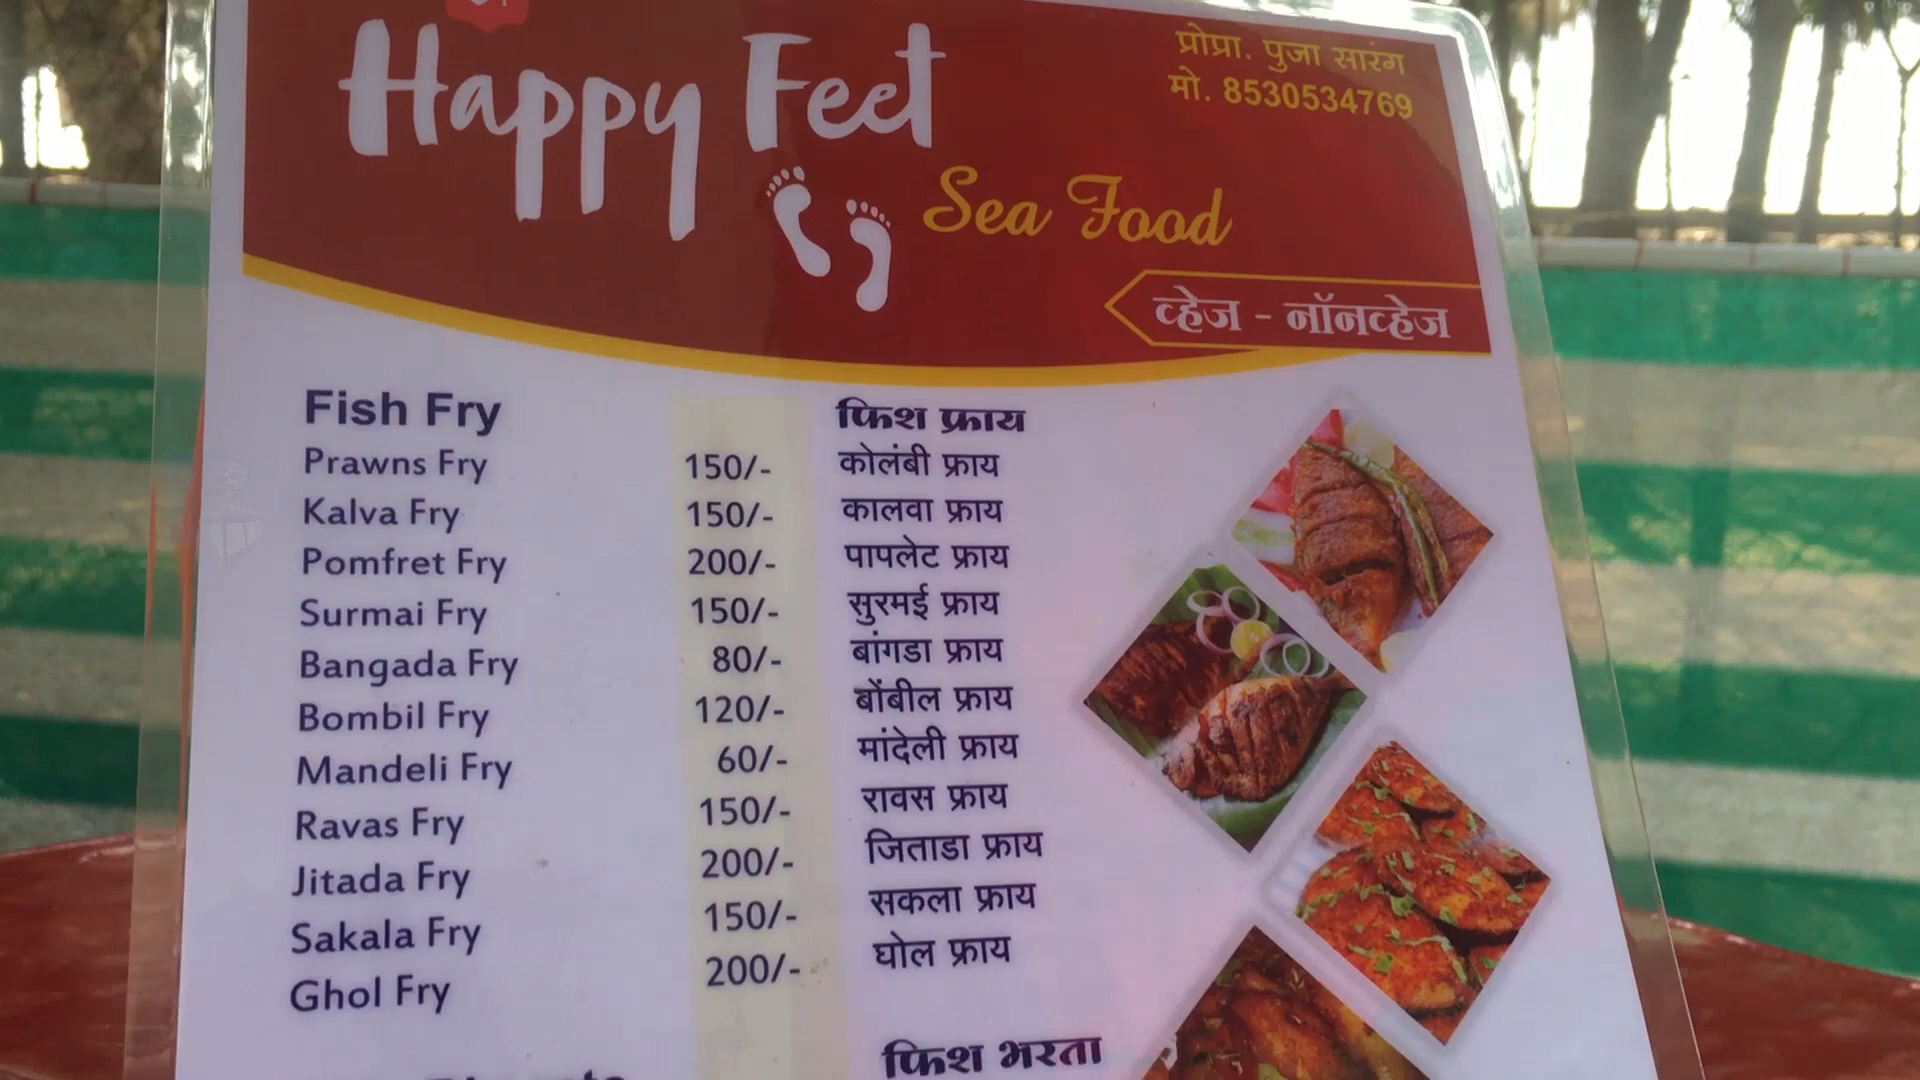 Happy Feet
Sea Food
प्रोप्रा. पुजा सारंग
मो. 8530534769
व्हेज - नॉनव्हेज
Fish Fry फिश फ्राय
Prawns Fry 150/- कोलंबी फ्राय
Kalva Fry 150/- कालवा फ्राय
Pomfret Fry 200/- पापलेट फ्राय
Surmai Fry 150/- सुरमई फ्राय
Bangada Fry 80/- बांगडा फ्राय
Bombil Fry 120/- बोंबील फ्राय
Mandeli Fry 60/- मांदेली फ्राय
Ravas Fry 150/- रावस फ्राय
Jitada Fry 200/- जिताडा फ्राय
Sakala Fry 150/- सकला फ्राय
Ghol Fry 200/- घोल फ्राय
फिश भरता